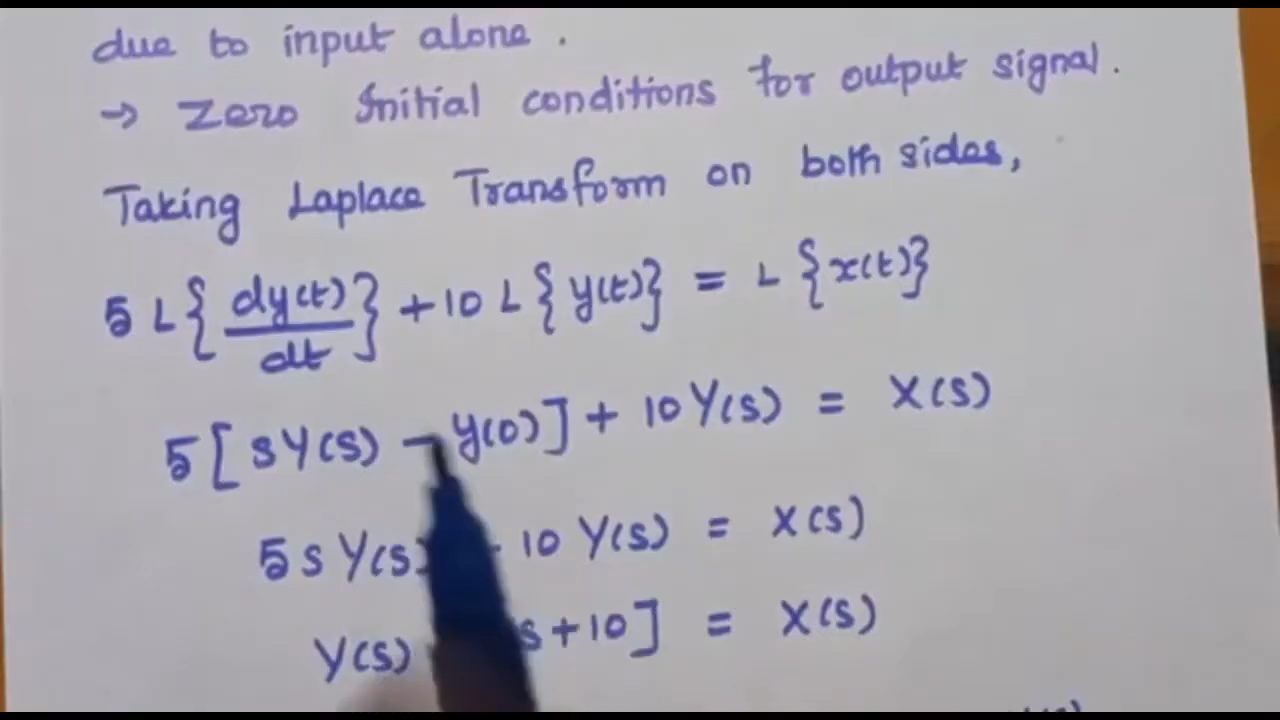 due to input alone.
→ Zero Initial conditions for output signal.
Taking Laplace Transform on both sides,
5 L { dy(t) / dt } + 10 L { y(t) } = L { x(t) }
5 [ s Y(s) - y(0) ] + 10 Y(s) = X(s)
5 s Y(s) 10 Y(s) = X(s)
Y(s) s + 10 ] = X(s)